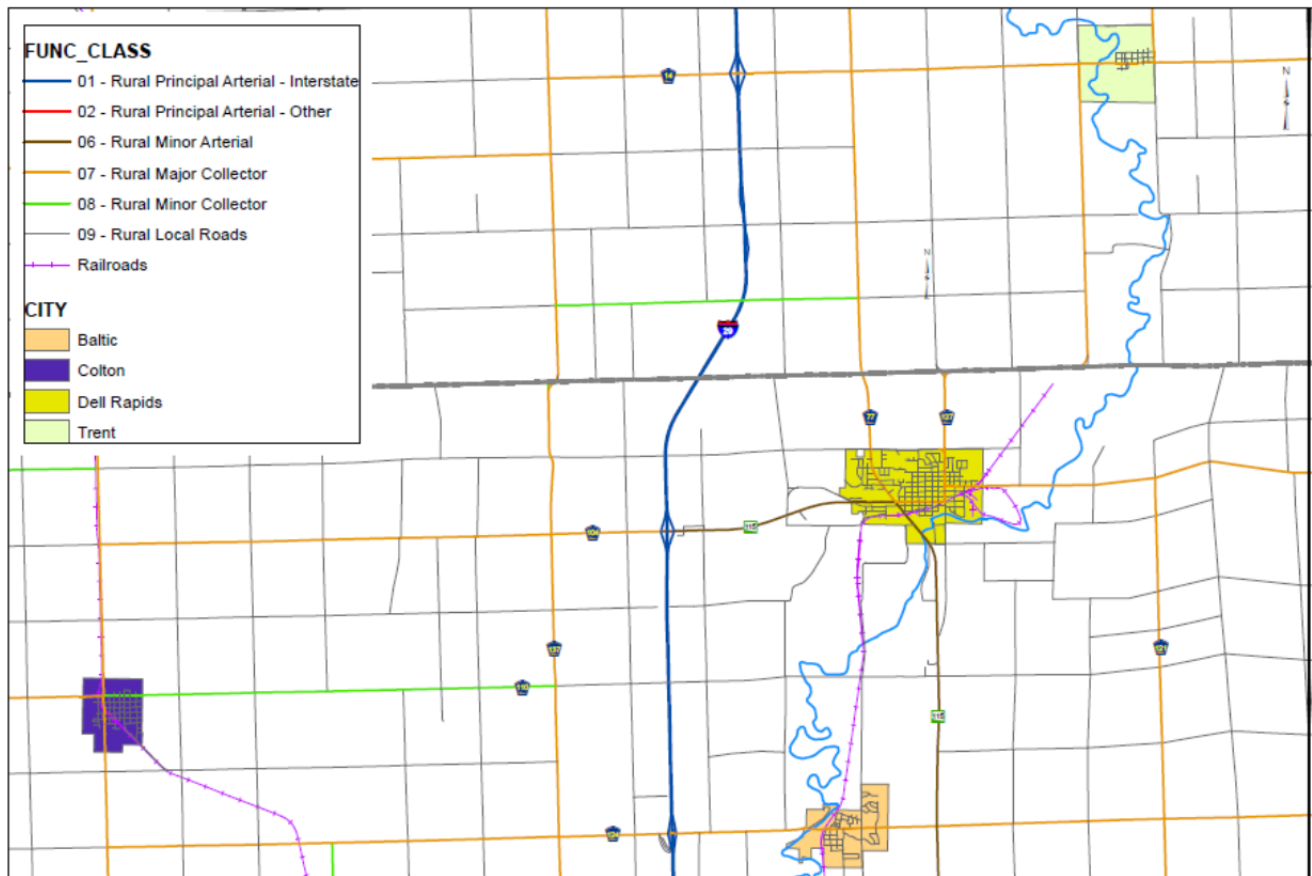 FUNC_CLASS
01 - Rural Principal Arterial - Interstate
02 - Rural Principal Arterial - Other
06 - Rural Minor Arterial
07 - Rural Major Collector
08 - Rural Minor Collector
09 - Rural Local Roads
Railroads
CITY
Baltic
Colton
Dell Rapids
Trent
14
N
N
29
77
127
115
137
110
121
115